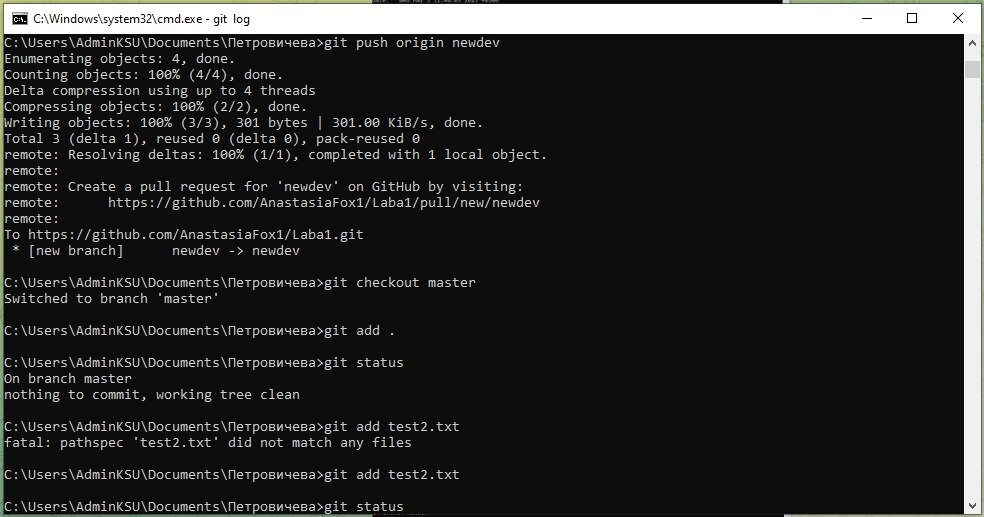 C:\Windows\system32\cmd.exe - git log
C:\Users\AdminKSU\Documents\Петровичева>git push origin newdev
Enumerating objects: 4, done.
Counting objects: 100% (4/4), done.
Delta compression using up to 4 threads
Compressing objects: 100% (2/2), done.
Writing objects: 100% (3/3), 301 bytes | 301.00 KiB/s, done.
Total 3 (delta 1), reused 0 (delta 0), pack-reused 0
remote: Resolving deltas: 100% (1/1), completed with 1 local object.
remote:
remote: Create a pull request for 'newdev' on GitHub by visiting:
remote:      https://github.com/AnastasiaFox1/Laba1/pull/new/newdev
remote:
To https://github.com/AnastasiaFox1/Laba1.git
 * [new branch]      newdev -> newdev
C:\Users\AdminKSU\Documents\Петровичева>git checkout master
Switched to branch 'master'
C:\Users\AdminKSU\Documents\Петровичева>git add .
C:\Users\AdminKSU\Documents\Петровичева>git status
On branch master
nothing to commit, working tree clean
C:\Users\AdminKSU\Documents\Петровичева>git add test2.txt
fatal: pathspec 'test2.txt' did not match any files
C:\Users\AdminKSU\Documents\Петровичева>git add test2.txt
C:\Users\AdminKSU\Documents\Петровичева>git status